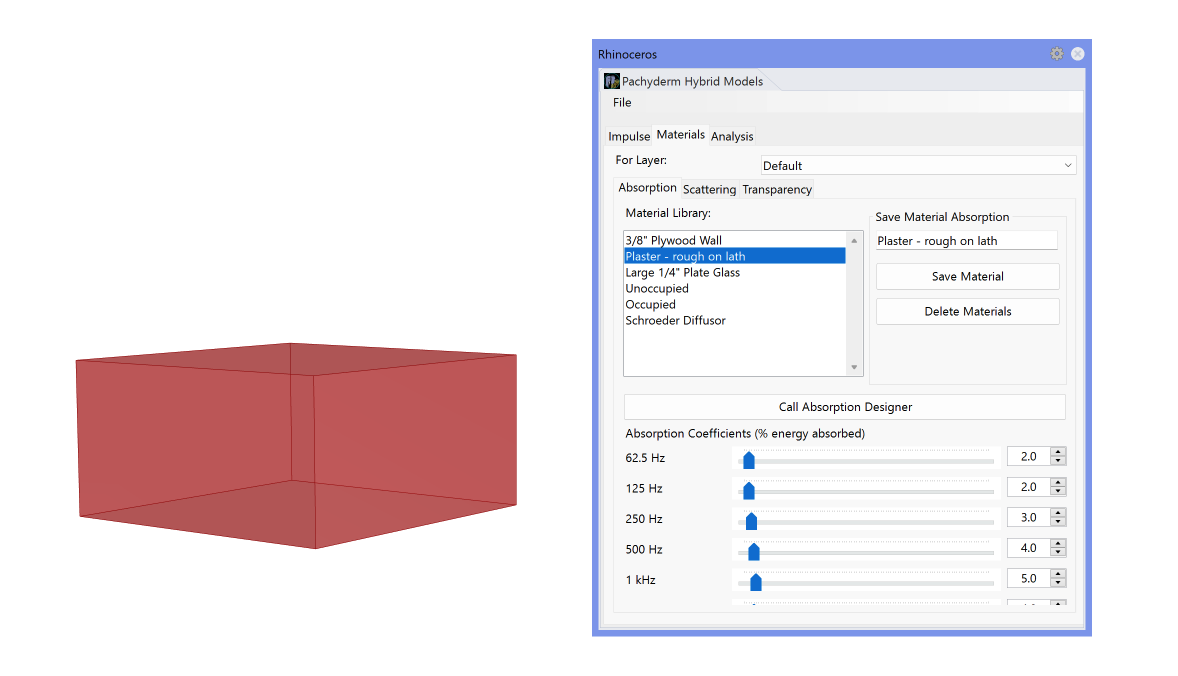 Rhinoceros
Pachyderm Hybrid Models
File
Impulse Materials Analysis
For Layer: Default
Absorption Scattering Transparency
Material Library:
3/8" Plywood Wall
Plaster - rough on lath
Large 1/4" Plate Glass
Unoccupied
Occupied
Schroeder Diffusor
Save Material Absorption
Plaster - rough on lath
Save Material
Delete Materials
Call Absorption Designer
Absorption Coefficients (% energy absorbed)
62.5 Hz 2.0
125 Hz 2.0
250 Hz 3.0
500 Hz 4.0
1 kHz 5.0